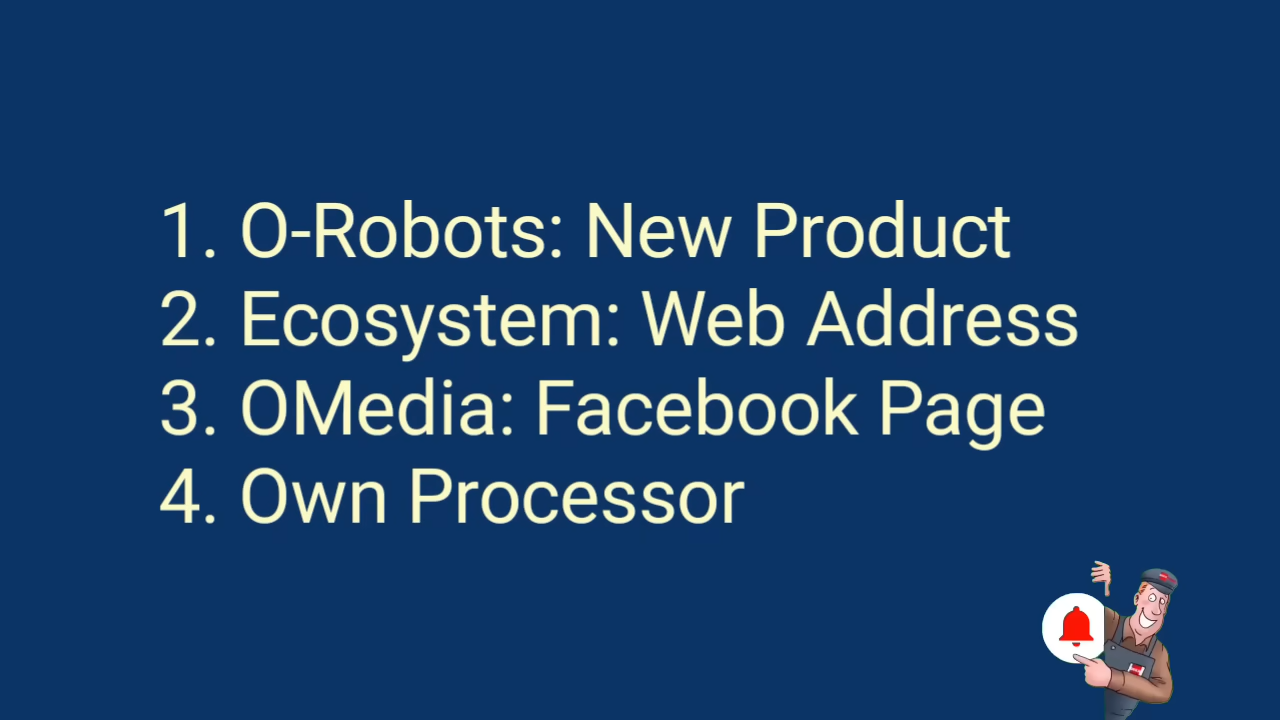 1. O-Robots: New Product
2. Ecosystem: Web Address
3. OMedia: Facebook Page
4. Own Processor